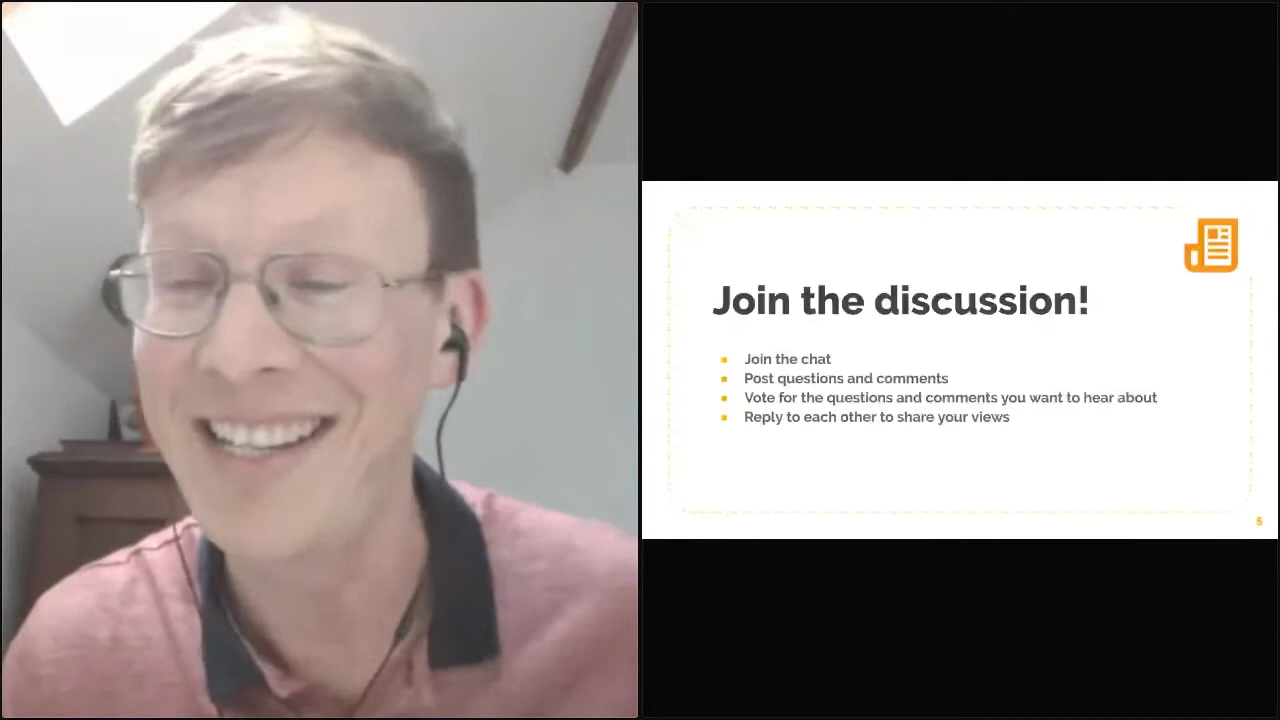 Join the discussion!
Join the chat
Post questions and comments
Vote for the questions and comments you want to hear about
Reply to each other to share your views
5